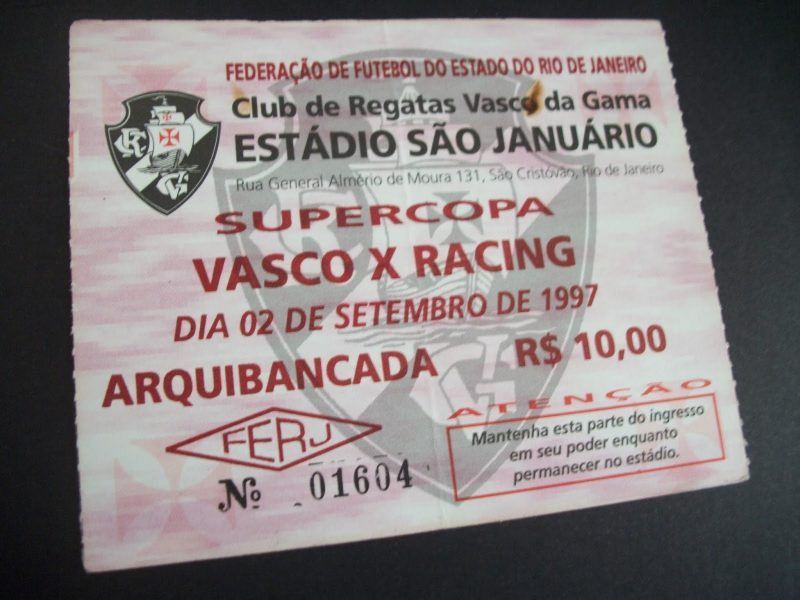 FEDERAÇÃO DE FUTEBOL DO ESTADO DO RIO DE JANEIRO
Club de Regatas Vasco da Gama
ESTÁDIO SÃO JANUÁRIO
Rua General Almério de Moura 131, São Cristóvão, Rio de Janeiro
SUPERCOPA
VASCO X RACING
DIA 02 DE SETEMBRO DE 1997
ARQUIBANCADA R$ 10,00
ATENÇÃO
Mantenha esta parte do ingresso
em seu poder enquanto
permanecer no estádio.
FERJ
Nº 01604